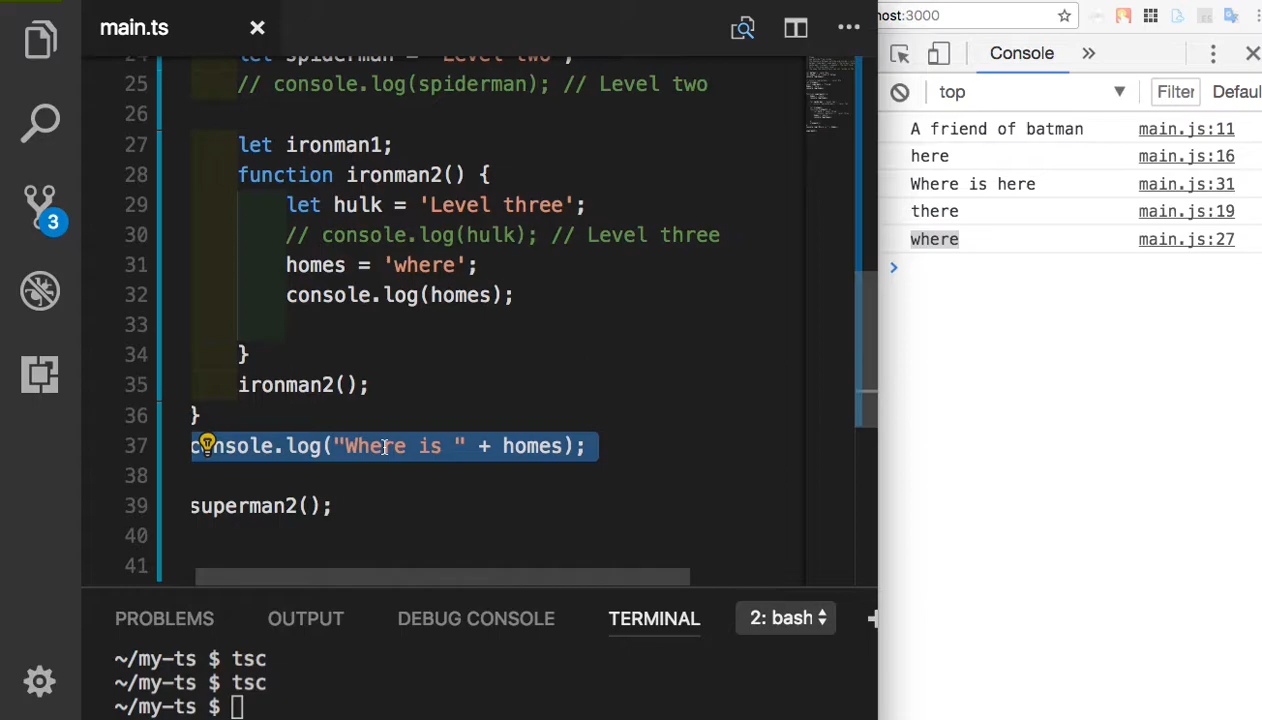 main.ts
24 let spiderman = 'Level two';
25 // console.log(spiderman); // Level two
26
27 let ironman1;
28 function ironman2() {
29 let hulk = 'Level three';
30 // console.log(hulk); // Level three
31 homes = 'where';
32 console.log(homes);
33
34 }
35 ironman2();
36 }
37 console.log("Where is " + homes);
38
39 superman2();
40
41
3
PROBLEMS OUTPUT DEBUG CONSOLE TERMINAL 2: bash
~/my-ts $ tsc
~/my-ts $ tsc
~/my-ts $
ost:3000
Console
top Filter Defaul
A friend of batman main.js:11
here main.js:16
Where is here main.js:31
there main.js:19
where main.js:27